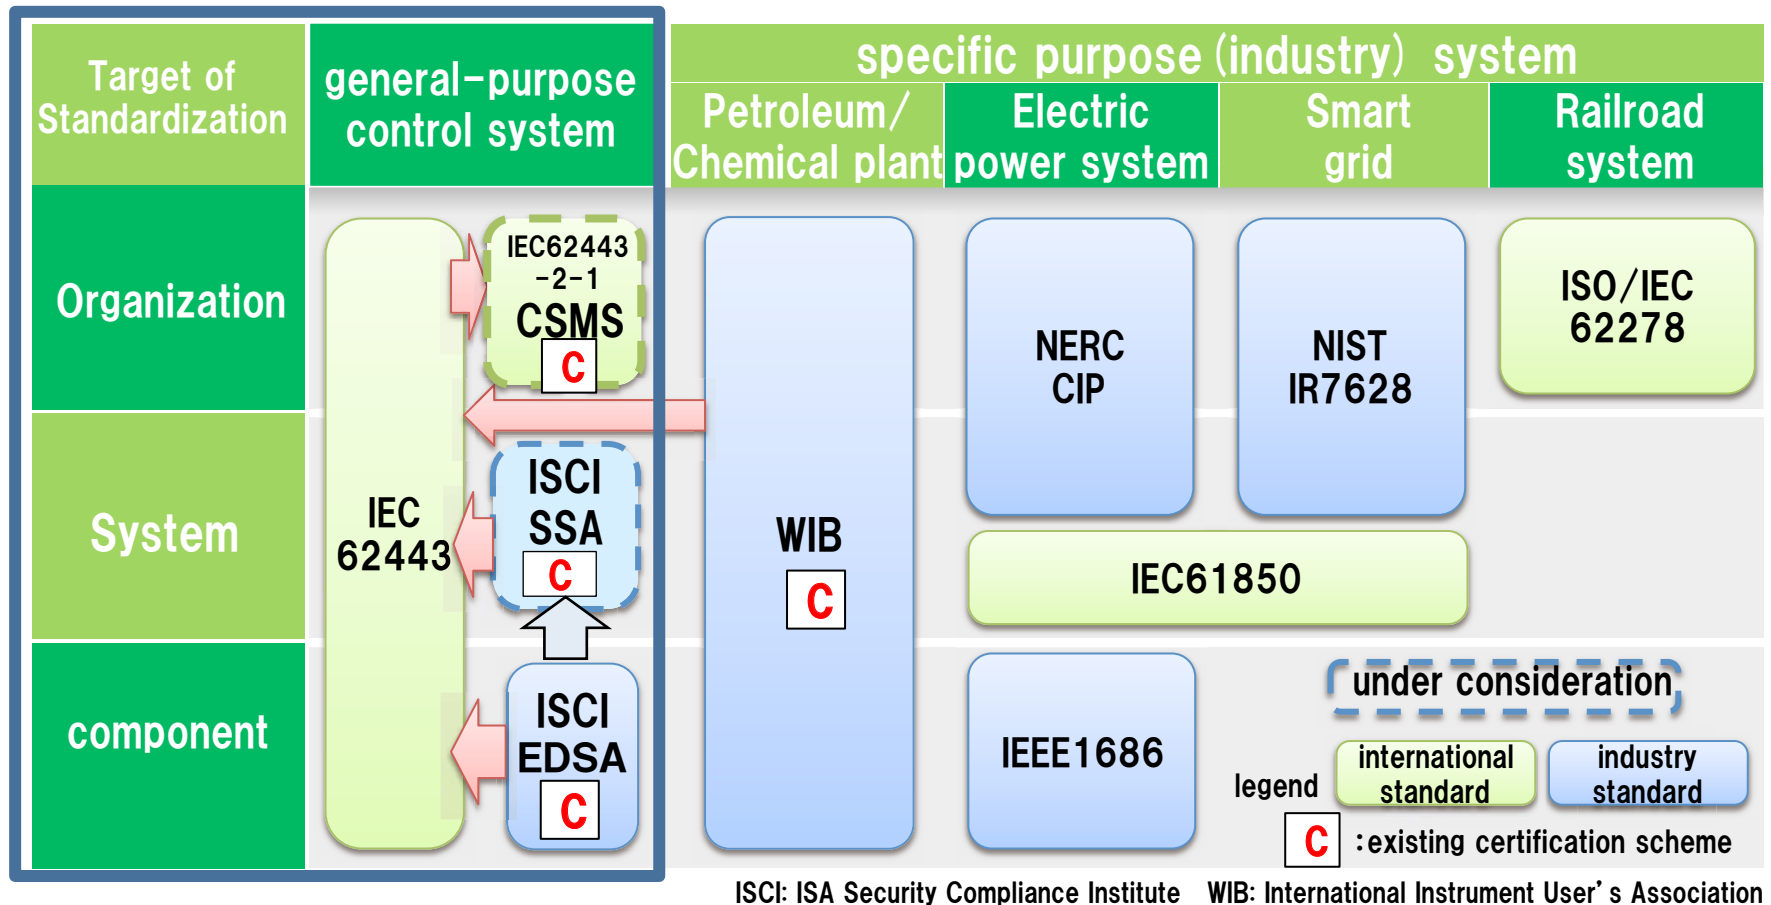 Target of
Standardization
general-purpose
control system
specific purpose (industry) system
Petroleum/
Chemical plant
Electric
power system
Smart
grid
Railroad
system
Organization
IEC62443
-2-1
CSMS
C
NERC
CIP
NIST
IR7628
ISO/IEC
62278
System
IEC
62443
ISCI
SSA
C
WIB
C
IEC61850
component
ISCI
EDSA
C
IEEE1686
under consideration
legend
international
standard
industry
standard
C :existing certification scheme
ISCI: ISA Security Compliance Institute WIB: International Instrument User’s Association